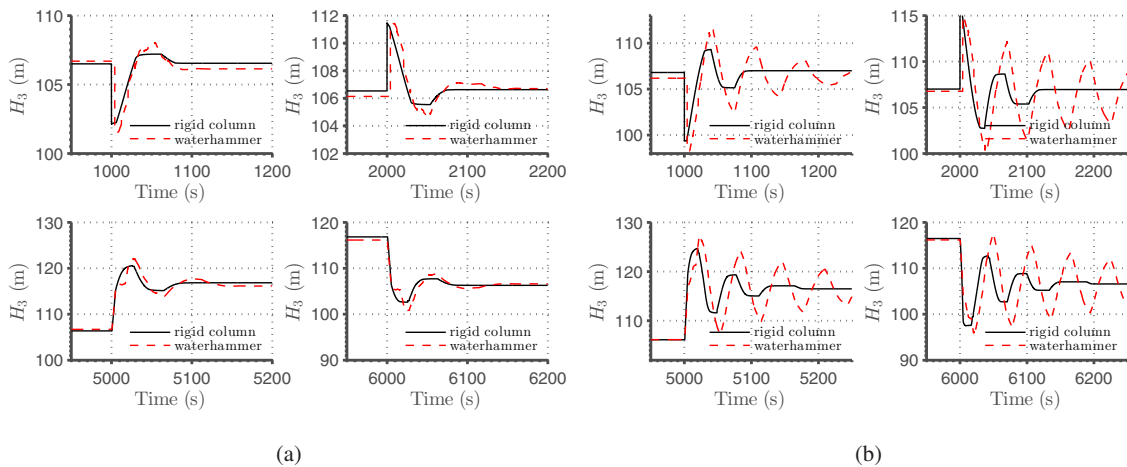 110
105
100
1000
1100
1200
H3 (m)
Time (s)
rigid column
waterhammer
112
110
108
106
104
102
2000
2100
2200
H3 (m)
Time (s)
rigid column
waterhammer
110
105
100
1000
1100
1200
H3 (m)
Time (s)
rigid column
waterhammer
115
110
105
100
2000
2100
2200
H3 (m)
Time (s)
rigid column
waterhammer
130
120
110
100
5000
5100
5200
H3 (m)
Time (s)
rigid column
waterhammer
120
110
100
90
6000
6100
6200
H3 (m)
Time (s)
rigid column
waterhammer
130
120
110
5000
5100
5200
H3 (m)
Time (s)
rigid column
waterhammer
120
110
100
90
6000
6100
6200
H3 (m)
Time (s)
rigid column
waterhammer
(a)
(b)